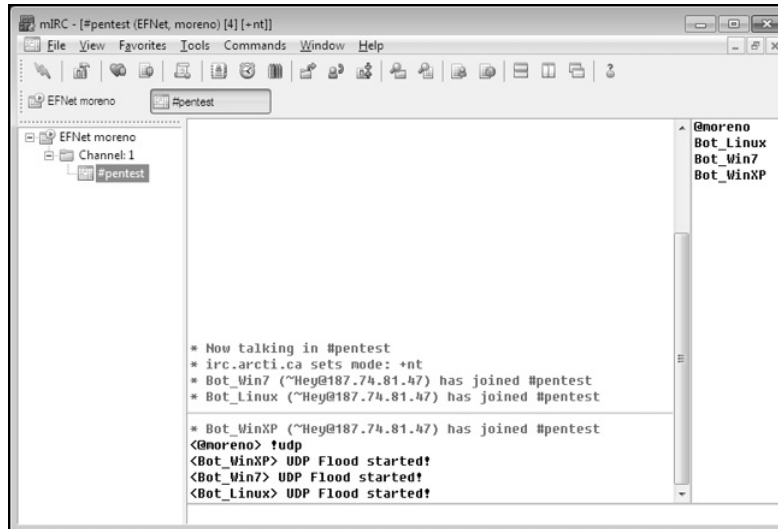 mIRC - [#pentest (EFNet, moreno) [4] [+nt]]
File View Favorites Tools Commands Window Help
EFNet moreno #pentest
EFNet moreno
Channel: 1
#pentest
@moreno
Bot_Linux
Bot_Win7
Bot_WinXP
* Now talking in #pentest
* irc.arcti.ca sets mode: +nt
* Bot_Win7 (~Hey@187.74.81.47) has joined #pentest
* Bot_Linux (~Hey@187.74.81.47) has joined #pentest
* Bot_WinXP (~Hey@187.74.81.47) has joined #pentest
<@moreno> !udp
<Bot_WinXP> UDP Flood started!
<Bot_Win7> UDP Flood started!
<Bot_Linux> UDP Flood started!